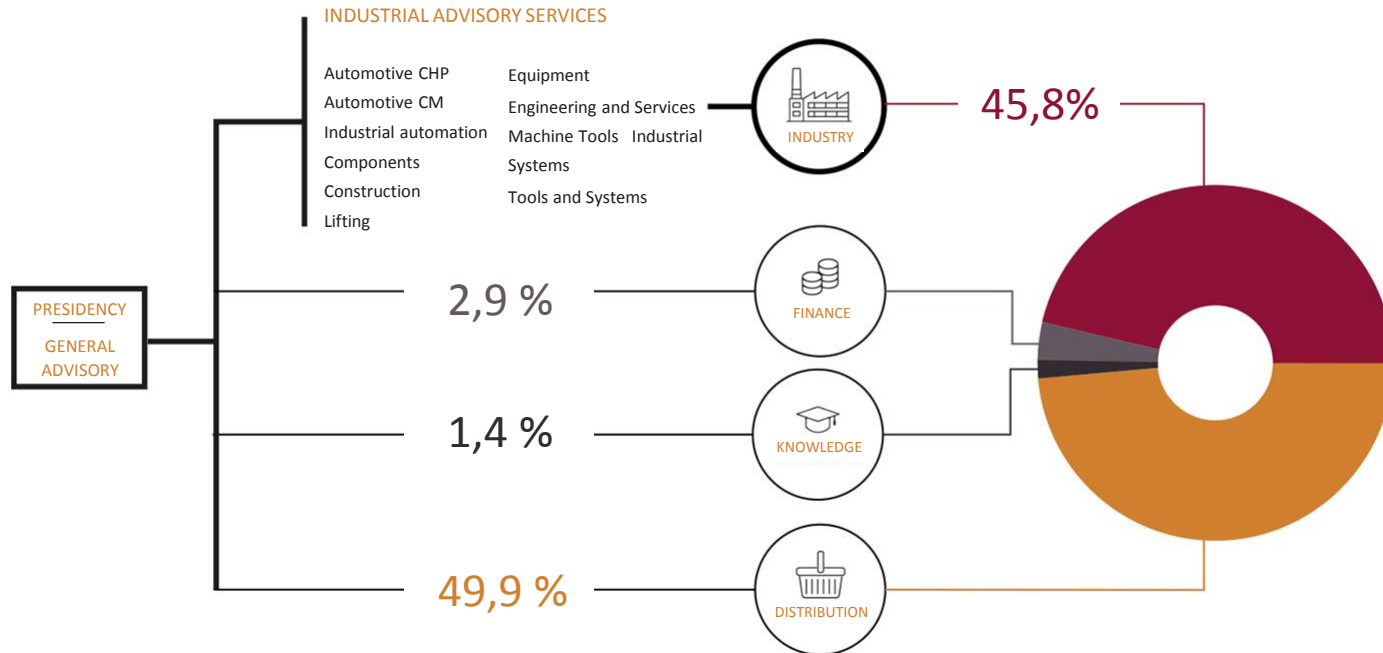 INDUSTRIAL ADVISORY SERVICES
Automotive CHP
Automotive CM
Industrial automation
Components
Construction
Lifting
Equipment
Engineering and Services
Machine Tools Industrial
Systems
Tools and Systems
INDUSTRY
45,8%
PRESIDENCY
GENERAL
ADVISORY
2,9 %
FINANCE
1,4 %
KNOWLEDGE
49,9 %
DISTRIBUTION